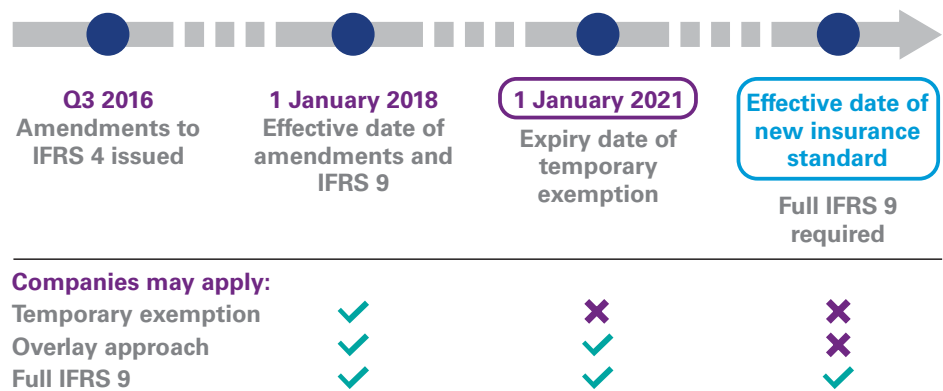 Q3 2016
Amendments to
IFRS 4 issued
1 January 2018
Effective date of
amendments and
IFRS 9
1 January 2021
Expiry date of
temporary
exemption
Effective date of
new insurance
standard
Full IFRS 9
required
Companies may apply:
Temporary exemption
Overlay approach
Full IFRS 9